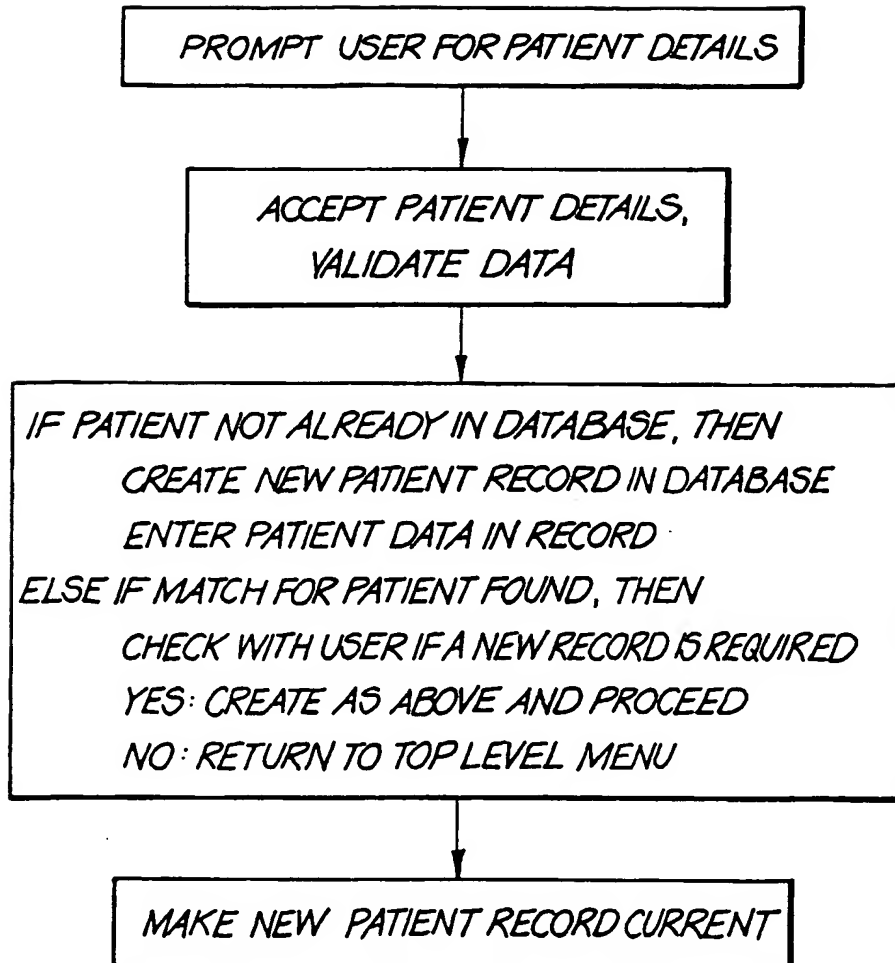 PROMPT USER FOR PATIENT DETAILS
ACCEPT PATIENT DETAILS,
VALIDATE DATA
IF PATIENT NOT ALREADY IN DATABASE, THEN
CREATE NEW PATIENT RECORD IN DATABASE
ENTER PATIENT DATA IN RECORD
ELSE IF MATCH FOR PATIENT FOUND, THEN
CHECK WITH USER IF A NEW RECORD IS REQUIRED
YES: CREATE AS ABOVE AND PROCEED
NO: RETURN TO TOP LEVEL MENU
MAKE NEW PATIENT RECORD CURRENT